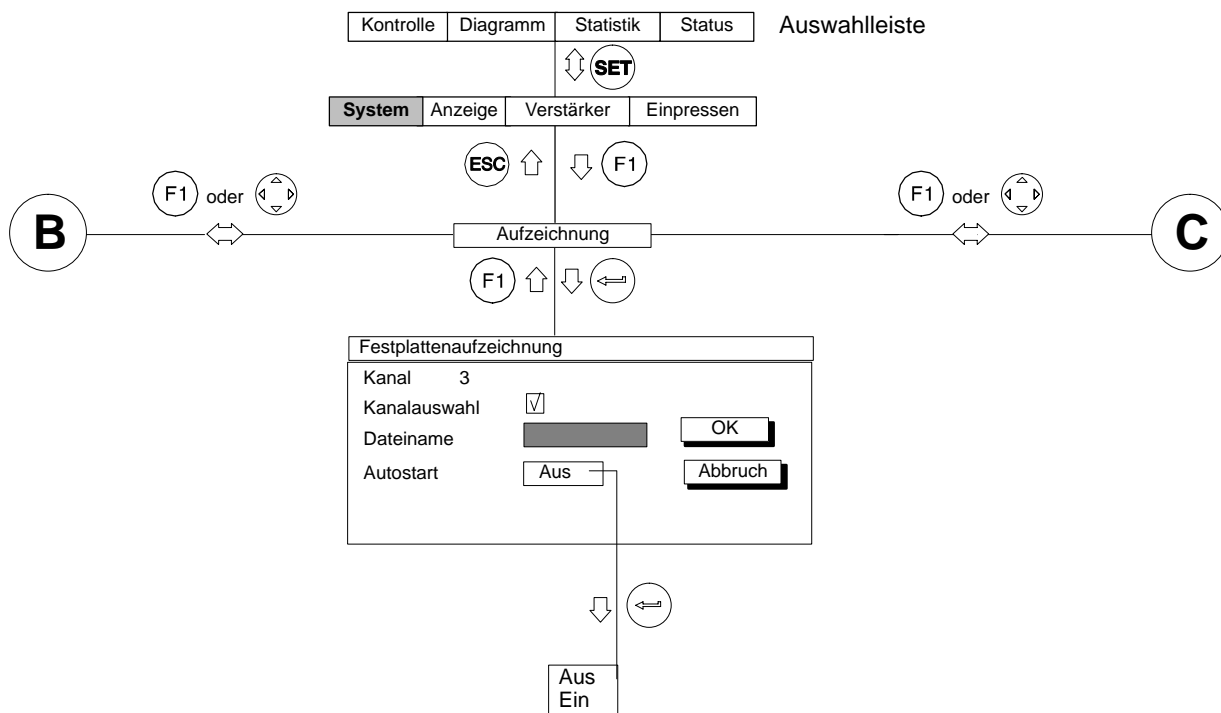 Kontrolle Diagramm Statistik Status Auswahlleiste
SET
System Anzeige Verstärker Einpressen
ESC F1
F1 oder F1 oder
B Aufzeichnung C
F1
Festplattenaufzeichnung
Kanal 3
Kanalauswahl
Dateiname OK
Autostart Aus Abbruch
Aus
Ein